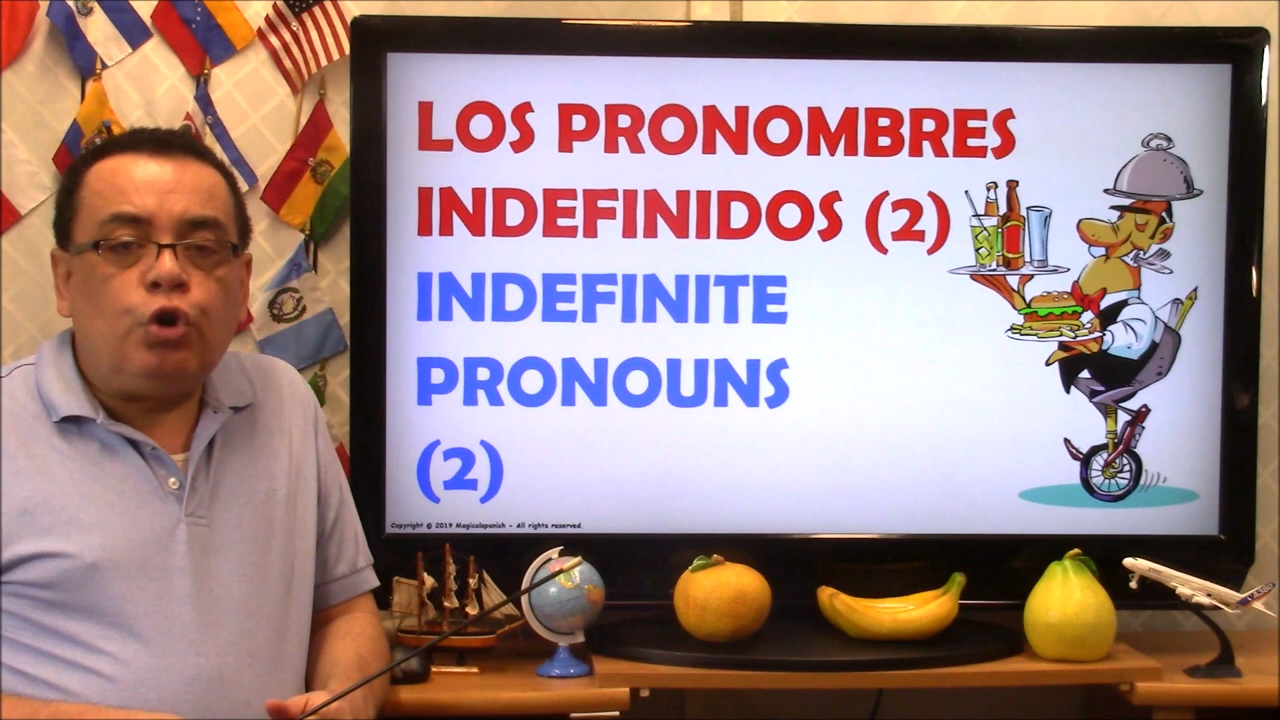 LOS PRONOMBRES
INDEFINIDOS (2)
INDEFINITE
PRONOUNS
(2)
Copyright © 2019 Magicalspanish - All rights reserved.